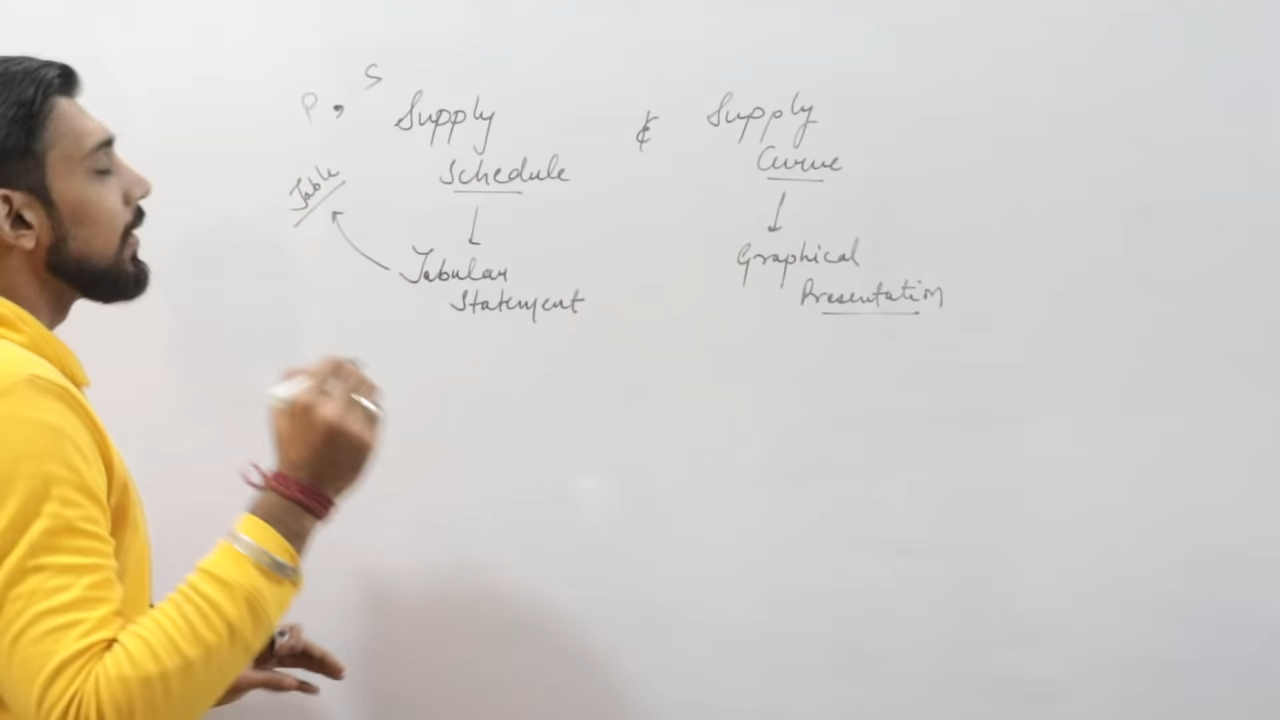 P, S
Supply
Schedule
Tabular
Statement
Table
&
Supply
Curve
Graphical
Presentation